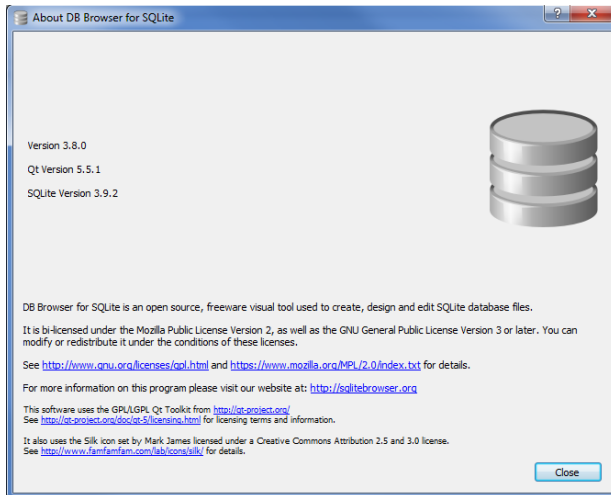 About DB Browser for SQLite
Version 3.8.0
Qt Version 5.5.1
SQLite Version 3.9.2
DB Browser for SQLite is an open source, freeware visual tool used to create, design and edit SQLite database files.
It is bi-licensed under the Mozilla Public License Version 2, as well as the GNU General Public License Version 3 or later. You can
modify or redistribute it under the conditions of these licenses.
See http://www.gnu.org/licenses/gpl.html and https://www.mozilla.org/MPL/2.0/index.txt for details.
For more information on this program please visit our website at: http://sqlitebrowser.org
This software uses the GPL/LGPL Qt Toolkit from http://qt-project.org/
See http://qt-project.org/doc/qt-5/licensing.html for licensing terms and information.
It also uses the Silk icon set by Mark James licensed under a Creative Commons Attribution 2.5 and 3.0 license.
See http://www.famfamfam.com/lab/icons/silk/ for details.
Close